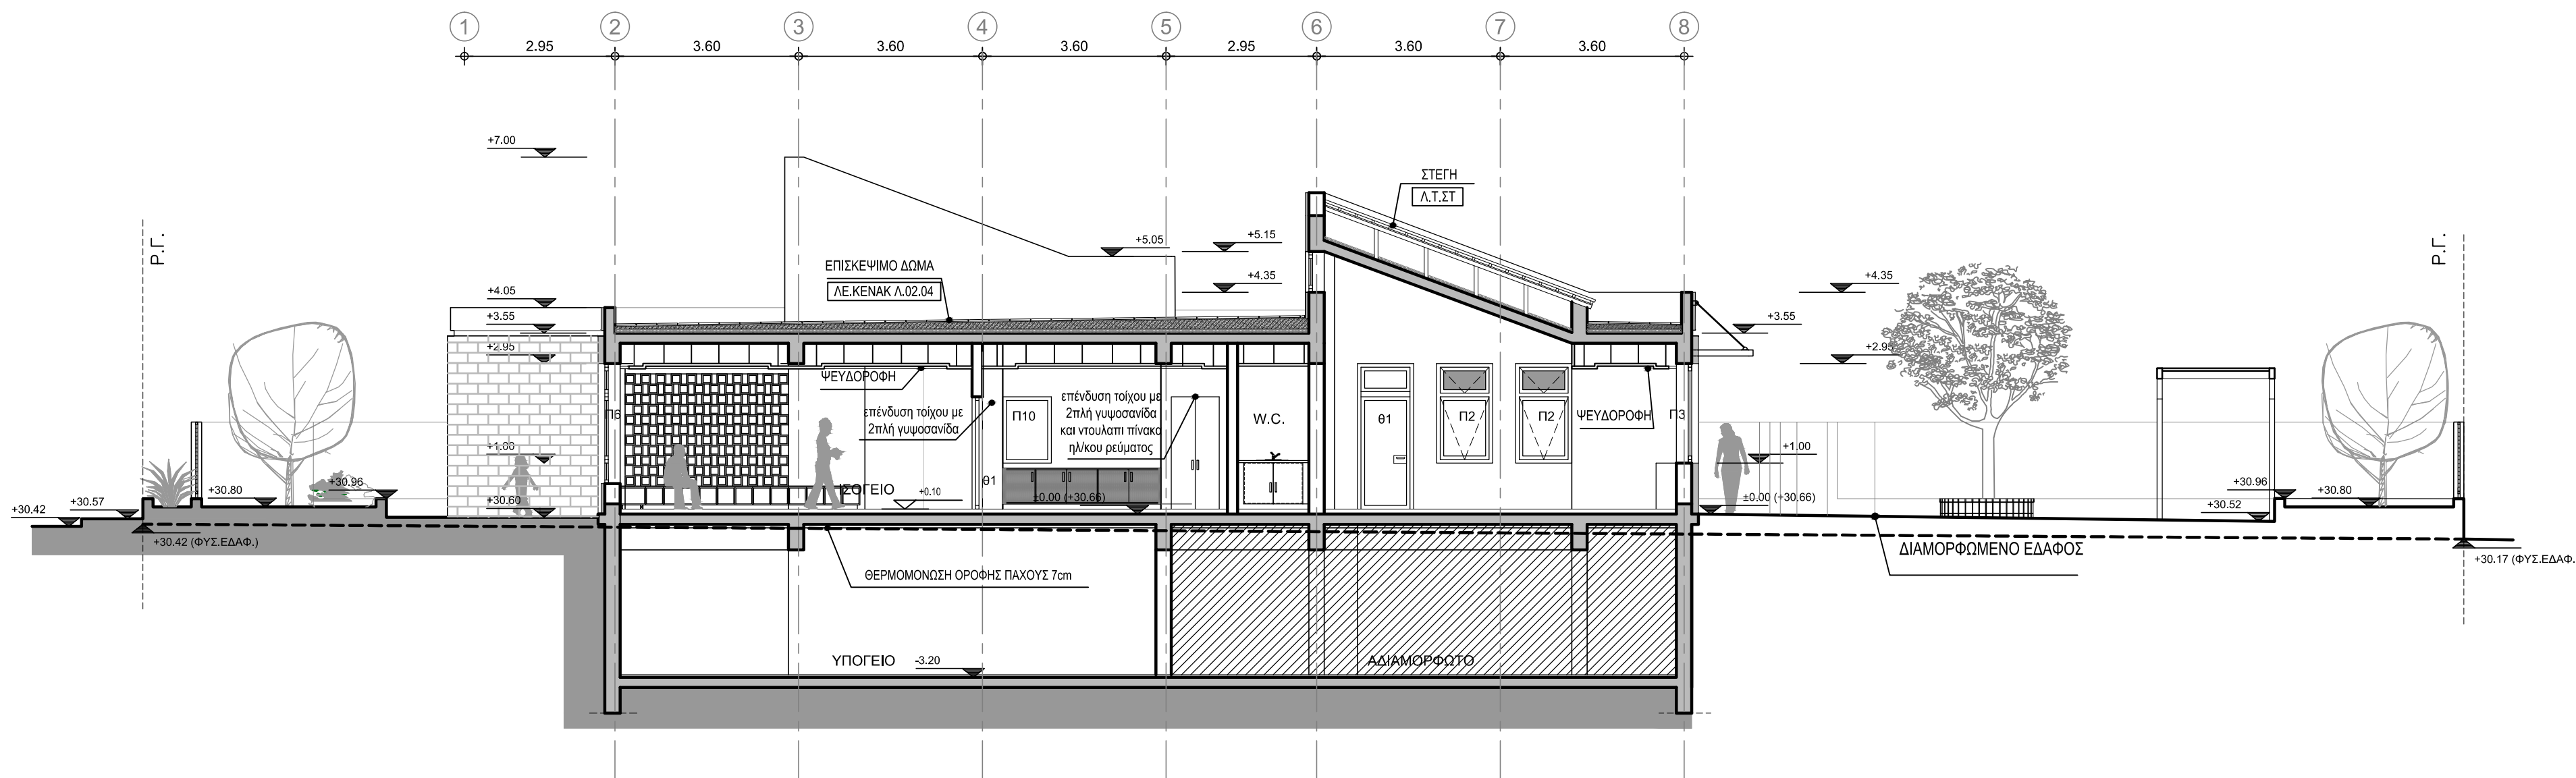 1 2 3 4 5 6 7 8
2.95 3.60 3.60 3.60 2.95 3.60 3.60
+7.00
ΣΤΕΓΗ
Λ.Τ.ΣΤ
Ρ.Γ.
Ρ.Γ.
+5.05
+5.15
ΕΠΙΣΚΕΨΙΜΟ ΔΩΜΑ
ΛΕ.ΚΕΝΑΚ Λ.02.04
+4.35
+4.35
+4.05
+3.55
+3.55
+2.95
+2.95
ΨΕΥΔΟΡΟΦΗ
Π6
επένδυση τοίχου με
2πλή γυψοσανίδα
Π10
επένδυση τοίχου με
2πλή γυψοσανίδα
και ντουλαπι πίνακα
ηλ/κου ρεύματος
W.C.
θ1
Π2
Π2
ΨΕΥΔΟΡΟΦΗ
Π3
+1.00
+1.00
θ1
ΙΣΟΓΕΙΟ
+0.10
±0.00 (+30.66)
±0.00 (+30.66)
+30.42
+30.57
+30.80
+30.96
+30.60
+30.52
+30.96
+30.80
+30.42 (ΦΥΣ.ΕΔΑΦ.)
ΔΙΑΜΟΡΦΩΜΕΝΟ ΕΔΑΦΟΣ
+30.17 (ΦΥΣ.ΕΔΑΦ.
ΘΕΡΜΟΜΟΝΩΣΗ ΟΡΟΦΗΣ ΠΑΧΟΥΣ 7cm
ΥΠΟΓΕΙΟ
-3.20
ΑΔΙΑΜΟΡΦΩΤΟ